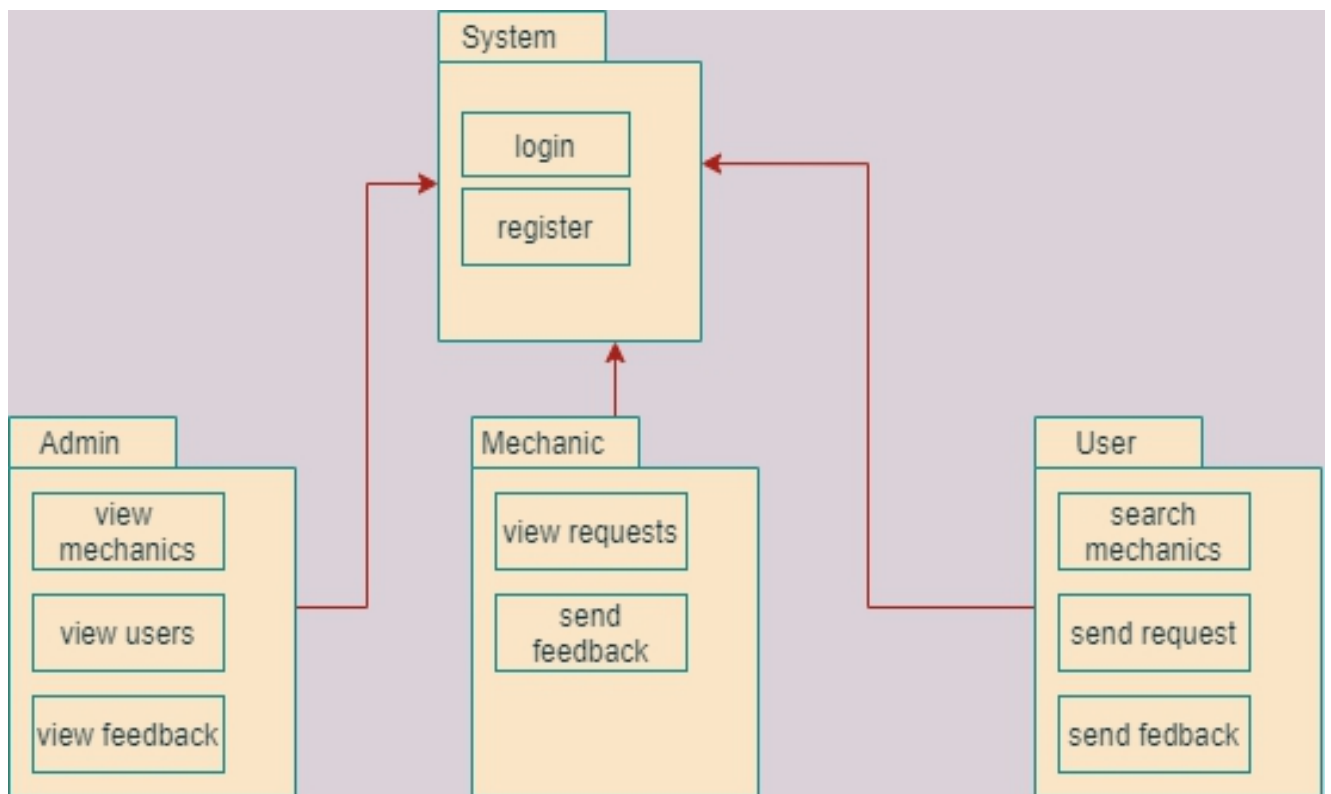 System
login
register
Admin
view
mechanics
view users
view feedback
Mechanic
view requests
send
feedback
User
search
mechanics
send request
send fedback